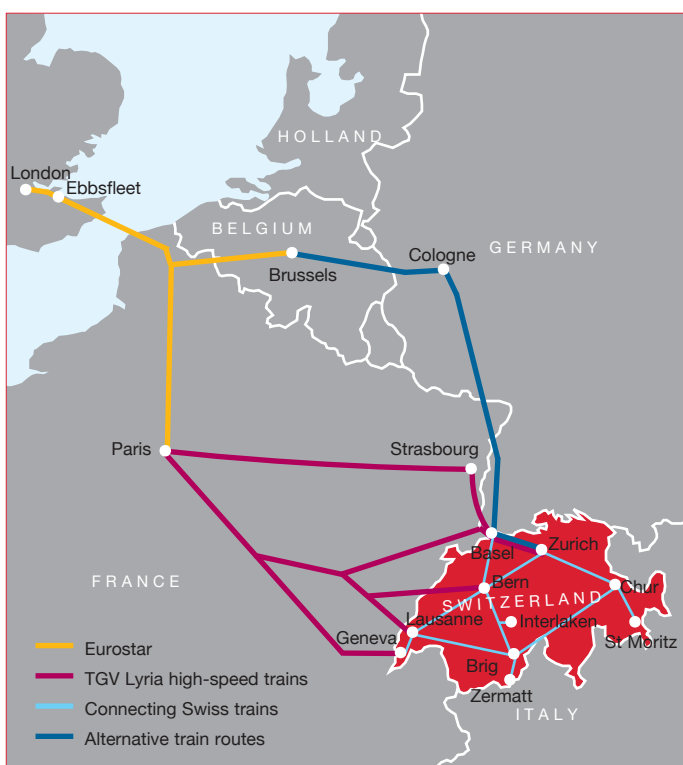 HOLLAND
London
Ebbsfleet
BELGIUM
Cologne
GERMANY
Brussels
Paris
Strasbourg
Basel
Zurich
FRANCE
Bern
Chur
SWITZERLAND
Lausanne
Interlaken
Geneva
St Moritz
Brig
Zermatt
ITALY
Eurostar
TGV Lyria high-speed trains
Connecting Swiss trains
Alternative train routes